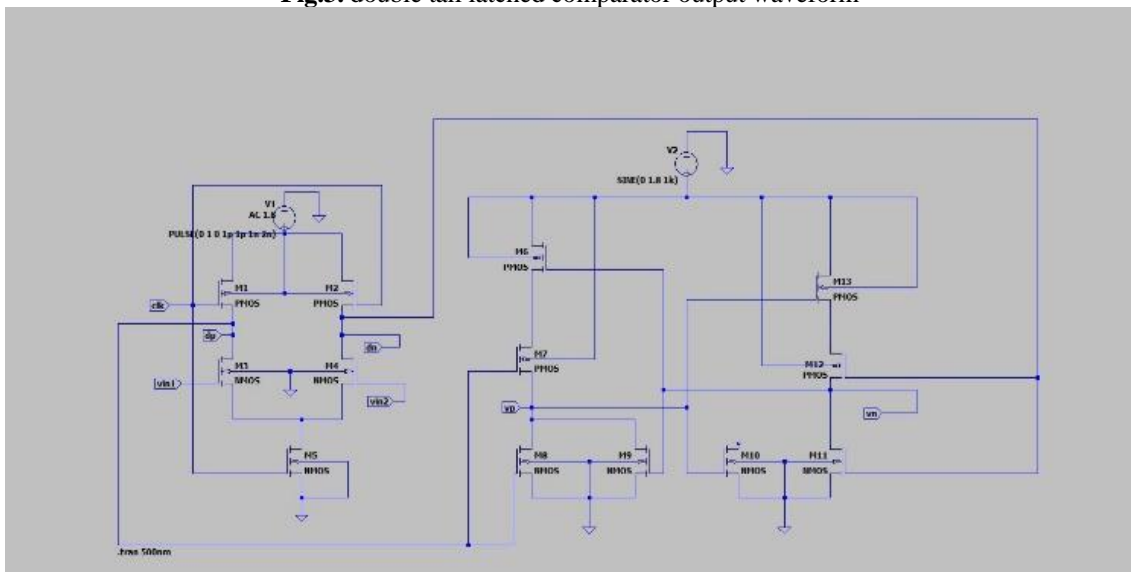 Fig.5. double tail latched comparator output waveform
V2
SINE(0 1.8 1k)
V1
AC 1.8
PULSE(0 1 0 1p 1p 1n 2n)
M6
PMOS
M1
PMOS
M2
PMOS
M13
PMOS
clk
dp
dn
M3
NMOS
M4
NMOS
M7
PMOS
M12
PMOS
vin1
vin2
vp
vn
M5
NMOS
M8
NMOS
M9
NMOS
M10
NMOS
M11
NMOS
.tran 500nm